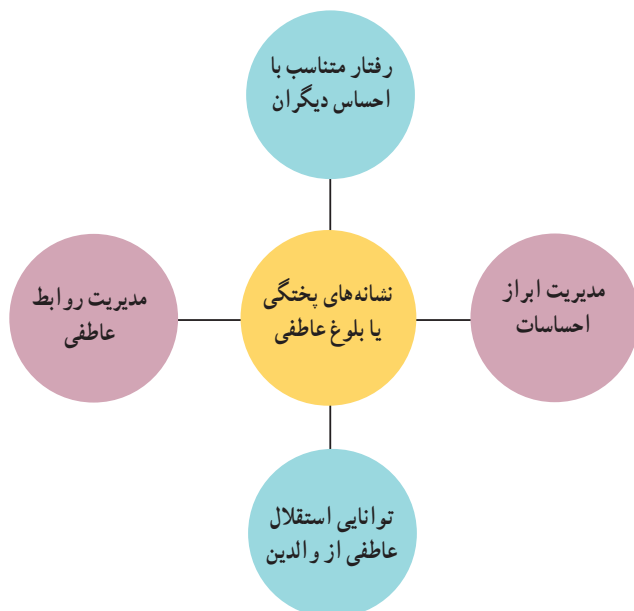 رفتار متناسب با
احساس دیگران
مدیریت ابراز
احساسات
نشانه‌های پختگی
یا بلوغ عاطفی
مدیریت روابط
عاطفی
توانایی استقلال
عاطفی از والدین